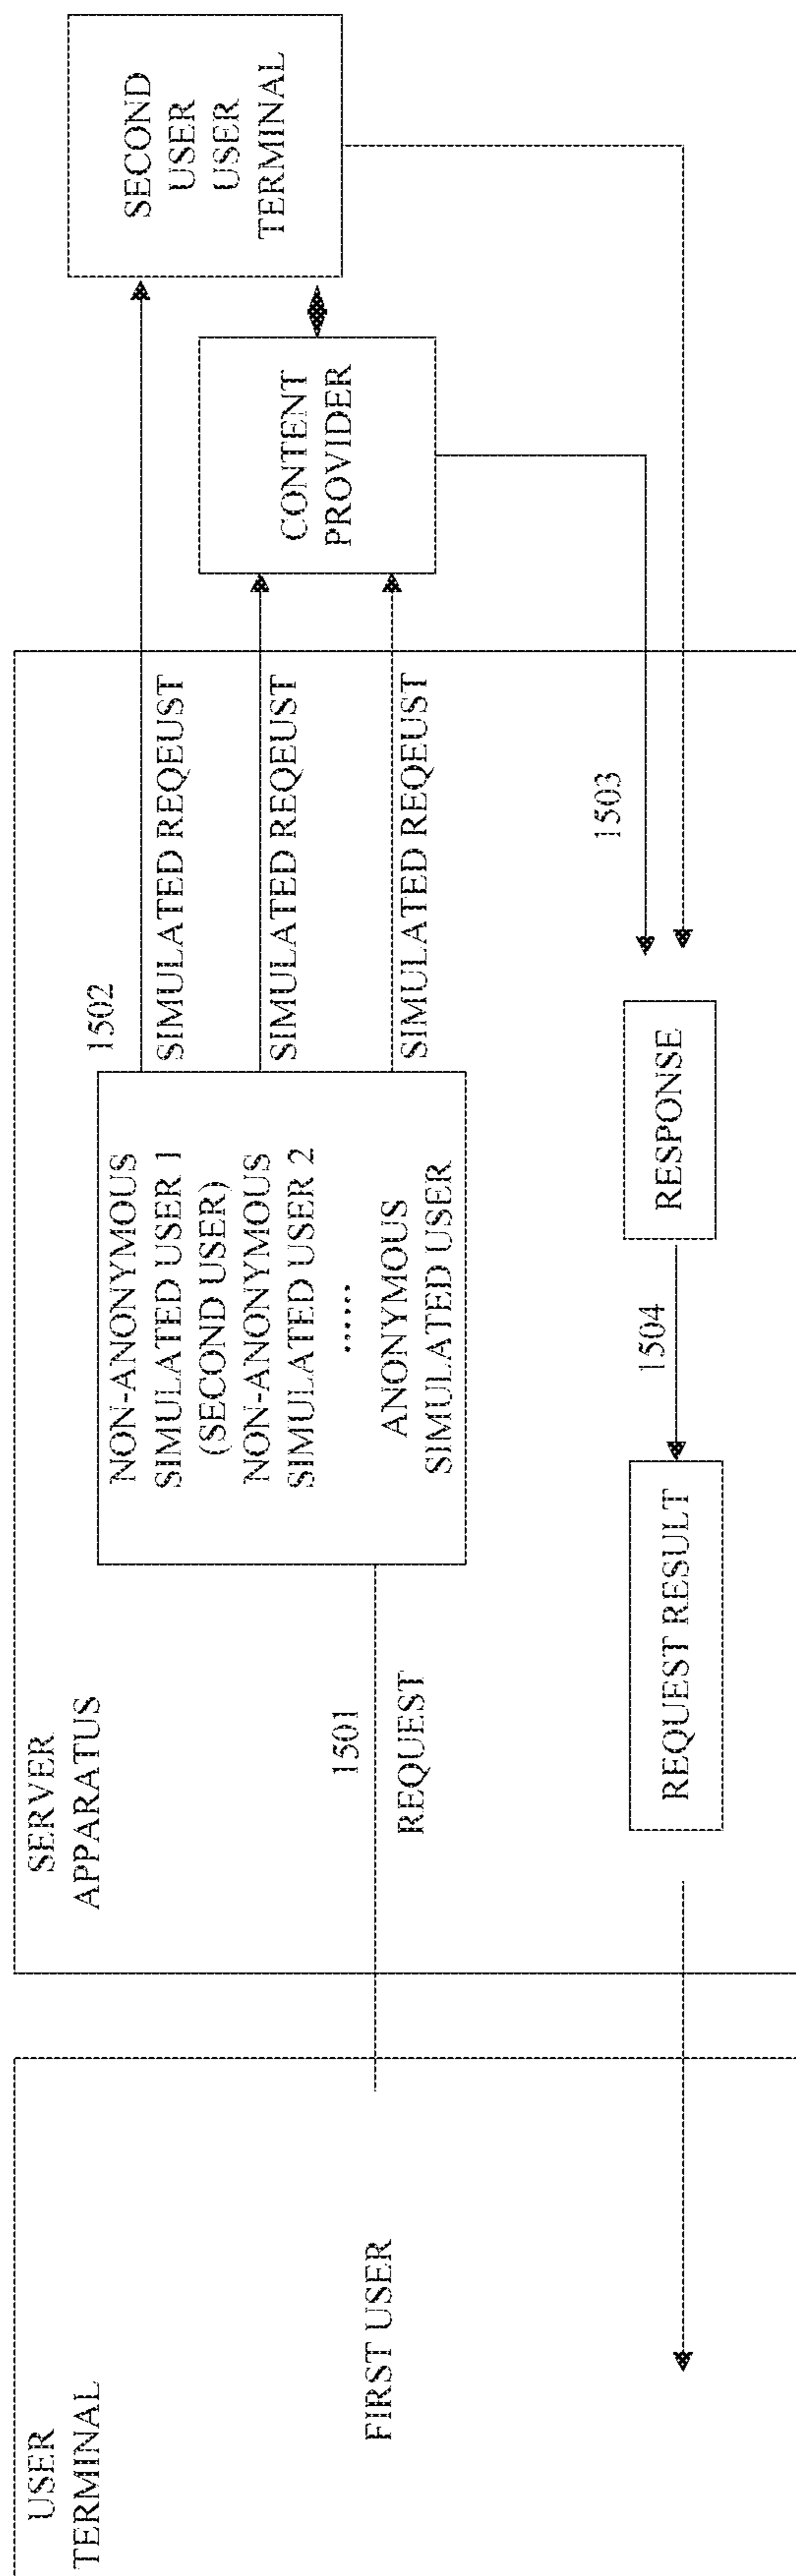 USER
TERMINAL
FIRST USER
SERVER
APPARATUS
1501
REQUEST
NON-ANONYMOUS
SIMULATED USER 1
(SECOND USER)
NON-ANONYMOUS
SIMULATED USER 2
......
ANONYMOUS
SIMULATED USER
1502
SIMULATED REQEUST
SIMULATED REQEUST
SIMULATED REQEUST
CONTENT
PROVIDER
SECOND
USER
USER
TERMINAL
1503
RESPONSE
1504
REQUEST RESULT